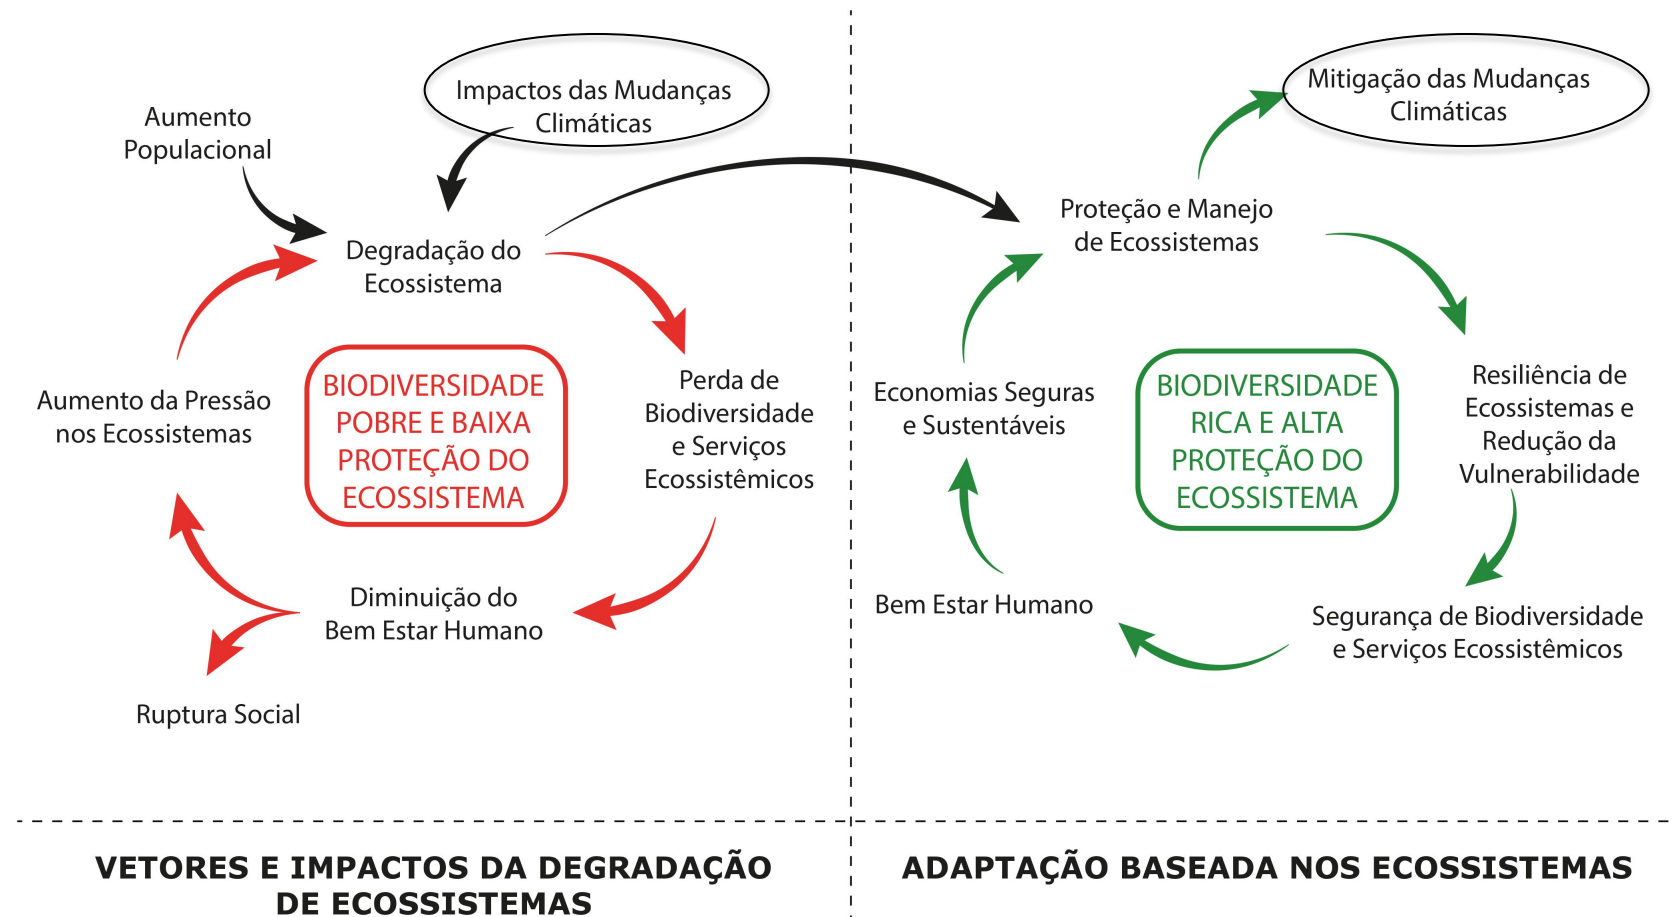 Impactos das Mudanças
Climáticas
Aumento
Populacional
Degradação do
Ecossistema
Perda de
Biodiversidade
e Serviços
Ecossistêmicos
Diminuição do
Bem Estar Humano
Ruptura Social
Aumento da Pressão
nos Ecossistemas
BIODIVERSIDADE
POBRE E BAIXA
PROTEÇÃO DO
ECOSSISTEMA
VETORES E IMPACTOS DA DEGRADAÇÃO
DE ECOSSISTEMAS
Mitigação das Mudanças
Climáticas
Proteção e Manejo
de Ecossistemas
Resiliência de
Ecossistemas e
Redução da
Vulnerabilidade
Segurança de Biodiversidade
e Serviços Ecossistêmicos
Bem Estar Humano
Economias Seguras
e Sustentáveis
BIODIVERSIDADE
RICA E ALTA
PROTEÇÃO DO
ECOSSISTEMA
ADAPTAÇÃO BASEADA NOS ECOSSISTEMAS